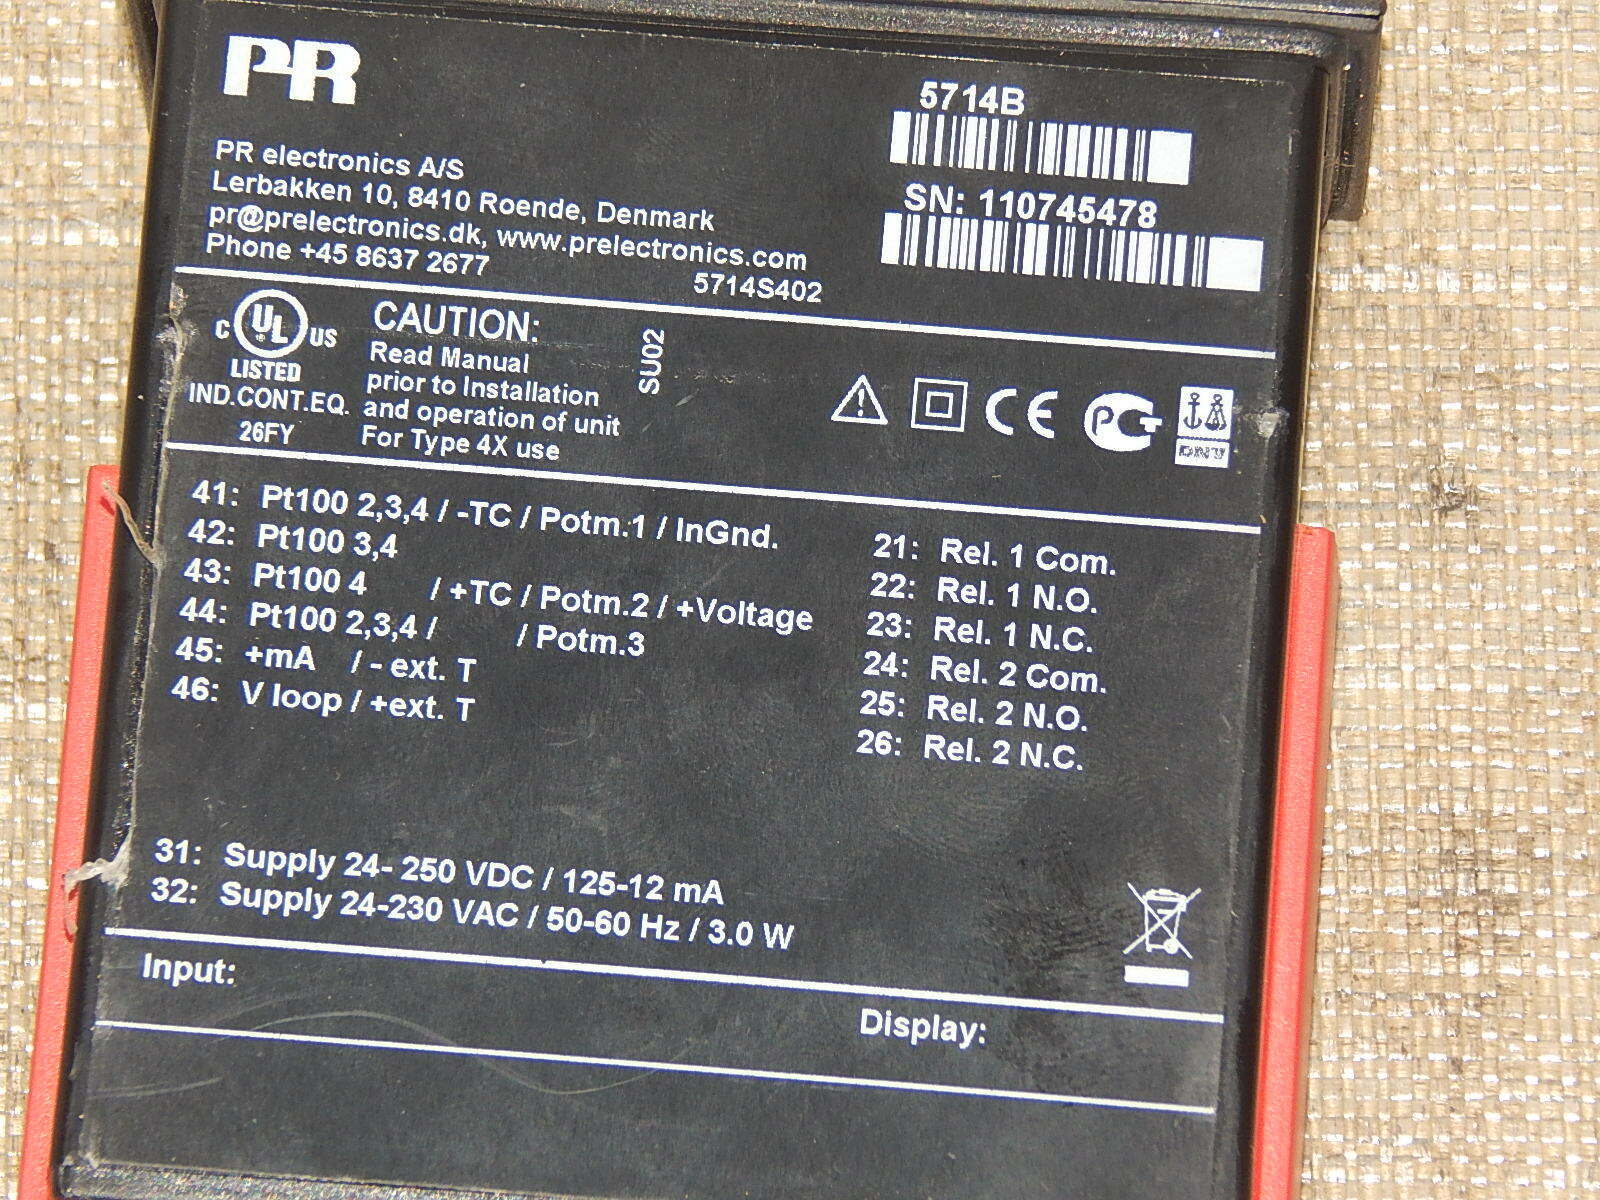 PR
5714B
PR electronics A/S
Lerbakken 10, 8410 Roende, Denmark
pr@prelectronics.dk, www.prelectronics.com
Phone +45 8637 2677
5714S402
SN: 110745478
C UL US
LISTED
IND.CONT.EQ.
26FY
CAUTION:
Read Manual
prior to Installation
and operation of unit
For Type 4X use
SU02
CE
PG
DNV
41: Pt100 2,3,4 / -TC / Potm.1 / InGnd.
42: Pt100 3,4
43: Pt100 4 / +TC / Potm.2 / +Voltage
44: Pt100 2,3,4 / / Potm.3
45: +mA / - ext. T
46: V loop / +ext. T
21: Rel. 1 Com.
22: Rel. 1 N.O.
23: Rel. 1 N.C.
24: Rel. 2 Com.
25: Rel. 2 N.O.
26: Rel. 2 N.C.
31: Supply 24- 250 VDC / 125-12 mA
32: Supply 24-230 VAC / 50-60 Hz / 3.0 W
Input:
Display: